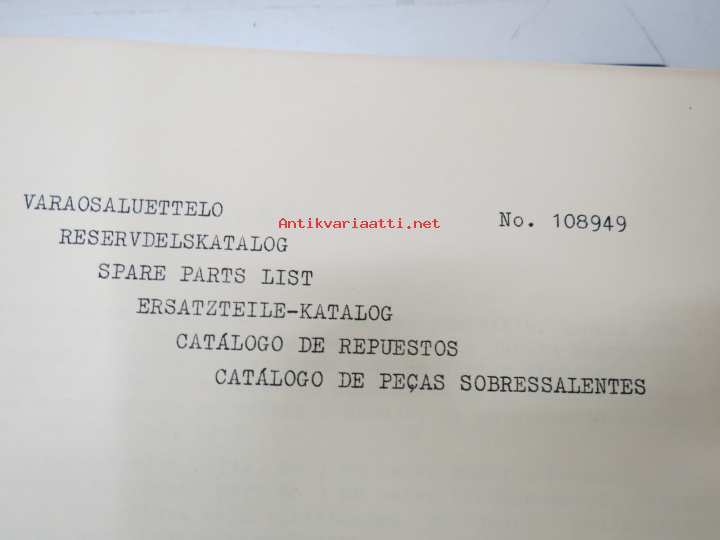 VARAOSALUETTELO
Antikvariaatti.net
No. 108949
RESERVDELSKATALOG
SPARE PARTS LIST
ERSATZTEILE-KATALOG
CATÁLOGO DE REPUESTOS
CATÁLOGO DE PEÇAS SOBRESSALENTES